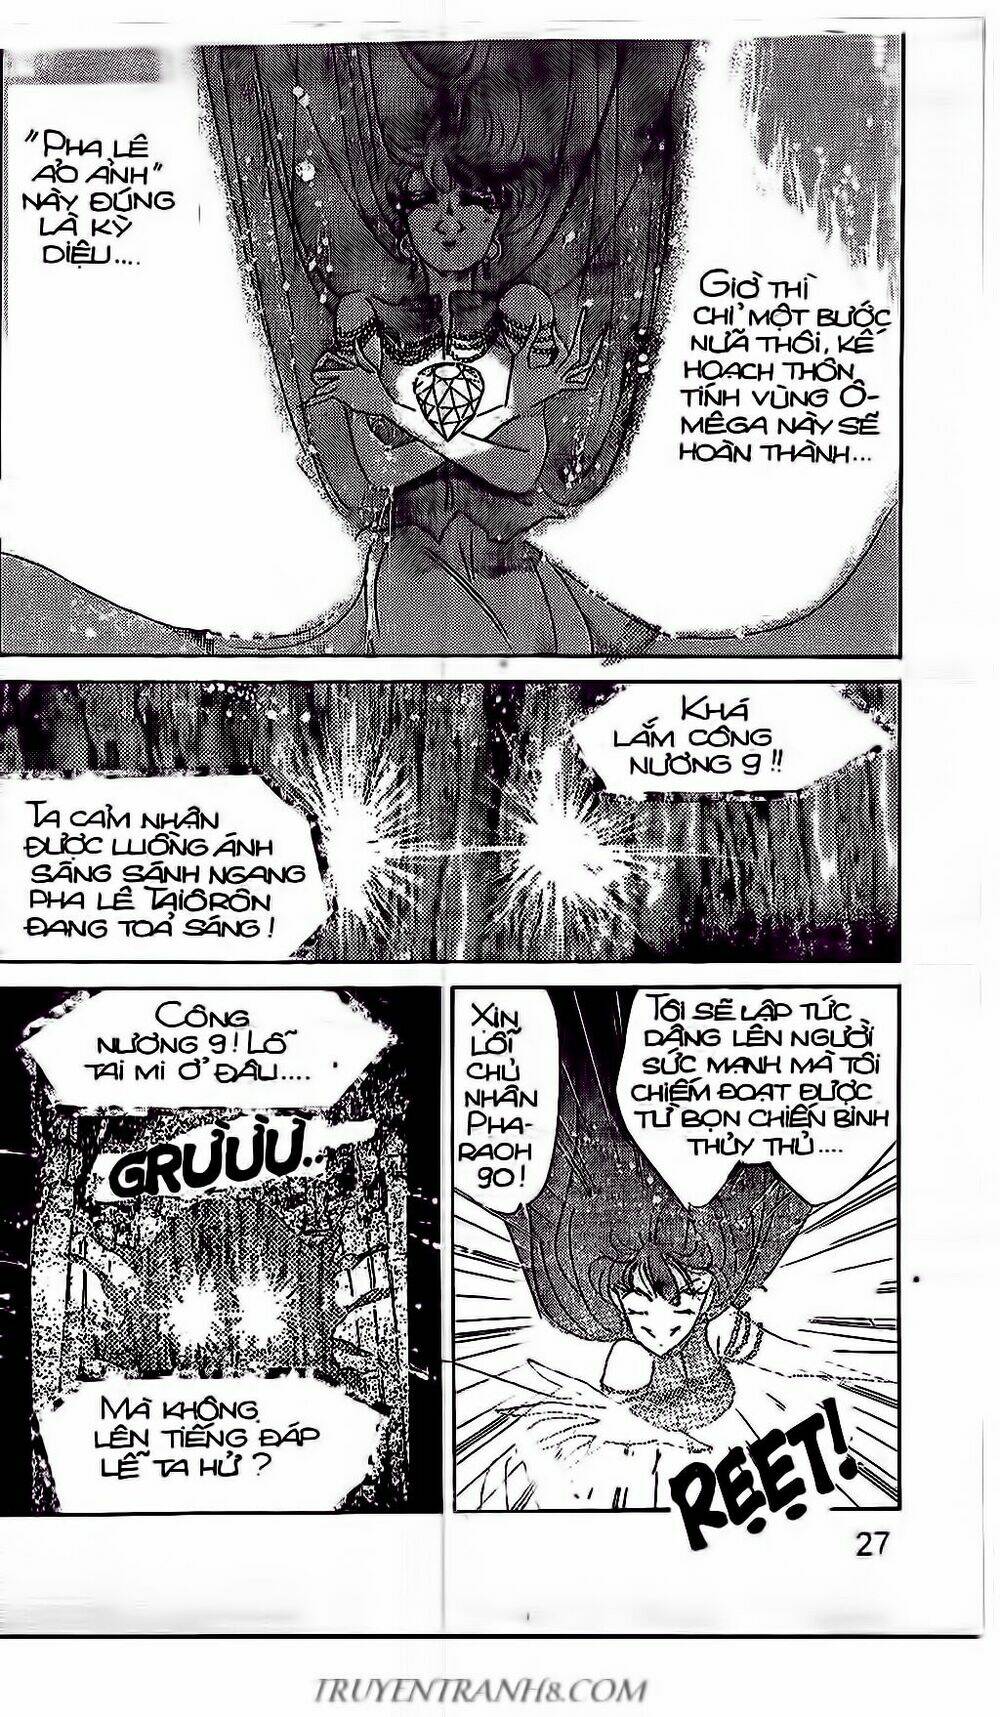 "PHA LÊ
ẢO ẢNH"
NÀY ĐÚNG
LÀ KỲ
DIỆU....
GIỜ THÌ
CHỈ MỘT BƯỚC
NỮA THÔI, KẾ
HOẠCH THÔN
TÍNH VÙNG Ô-
MÊGA NÀY SẼ
HOÀN THÀNH...
KHÁ
LẮM CÔNG
NƯƠNG 9!!
TA CẢM NHẬN
ĐƯỢC LUỒNG ÁNH
SÁNG SÁNH NGANG
PHA LÊ TAIÔRÔN
ĐANG TOẢ SÁNG!
CÔNG
NƯƠNG 9! LỖ
TAI MI Ở ĐÂU....
GRỪỪỪ..
MÀ KHÔNG
LÊN TIẾNG ĐÁP
LỄ TA HỬ?
XIN
LỖI
CHỦ
NHÂN
PHA-
RAOH
90!
TÔI SẼ LẬP TỨC
DÂNG LÊN NGƯỜI
SỨC MẠNH MÀ TÔI
CHIẾM ĐOẠT ĐƯỢC
TỪ BỌN CHIẾN BINH
THỦY THỦ....
RẸẸT!
27
TRUYENTRANH8.COM